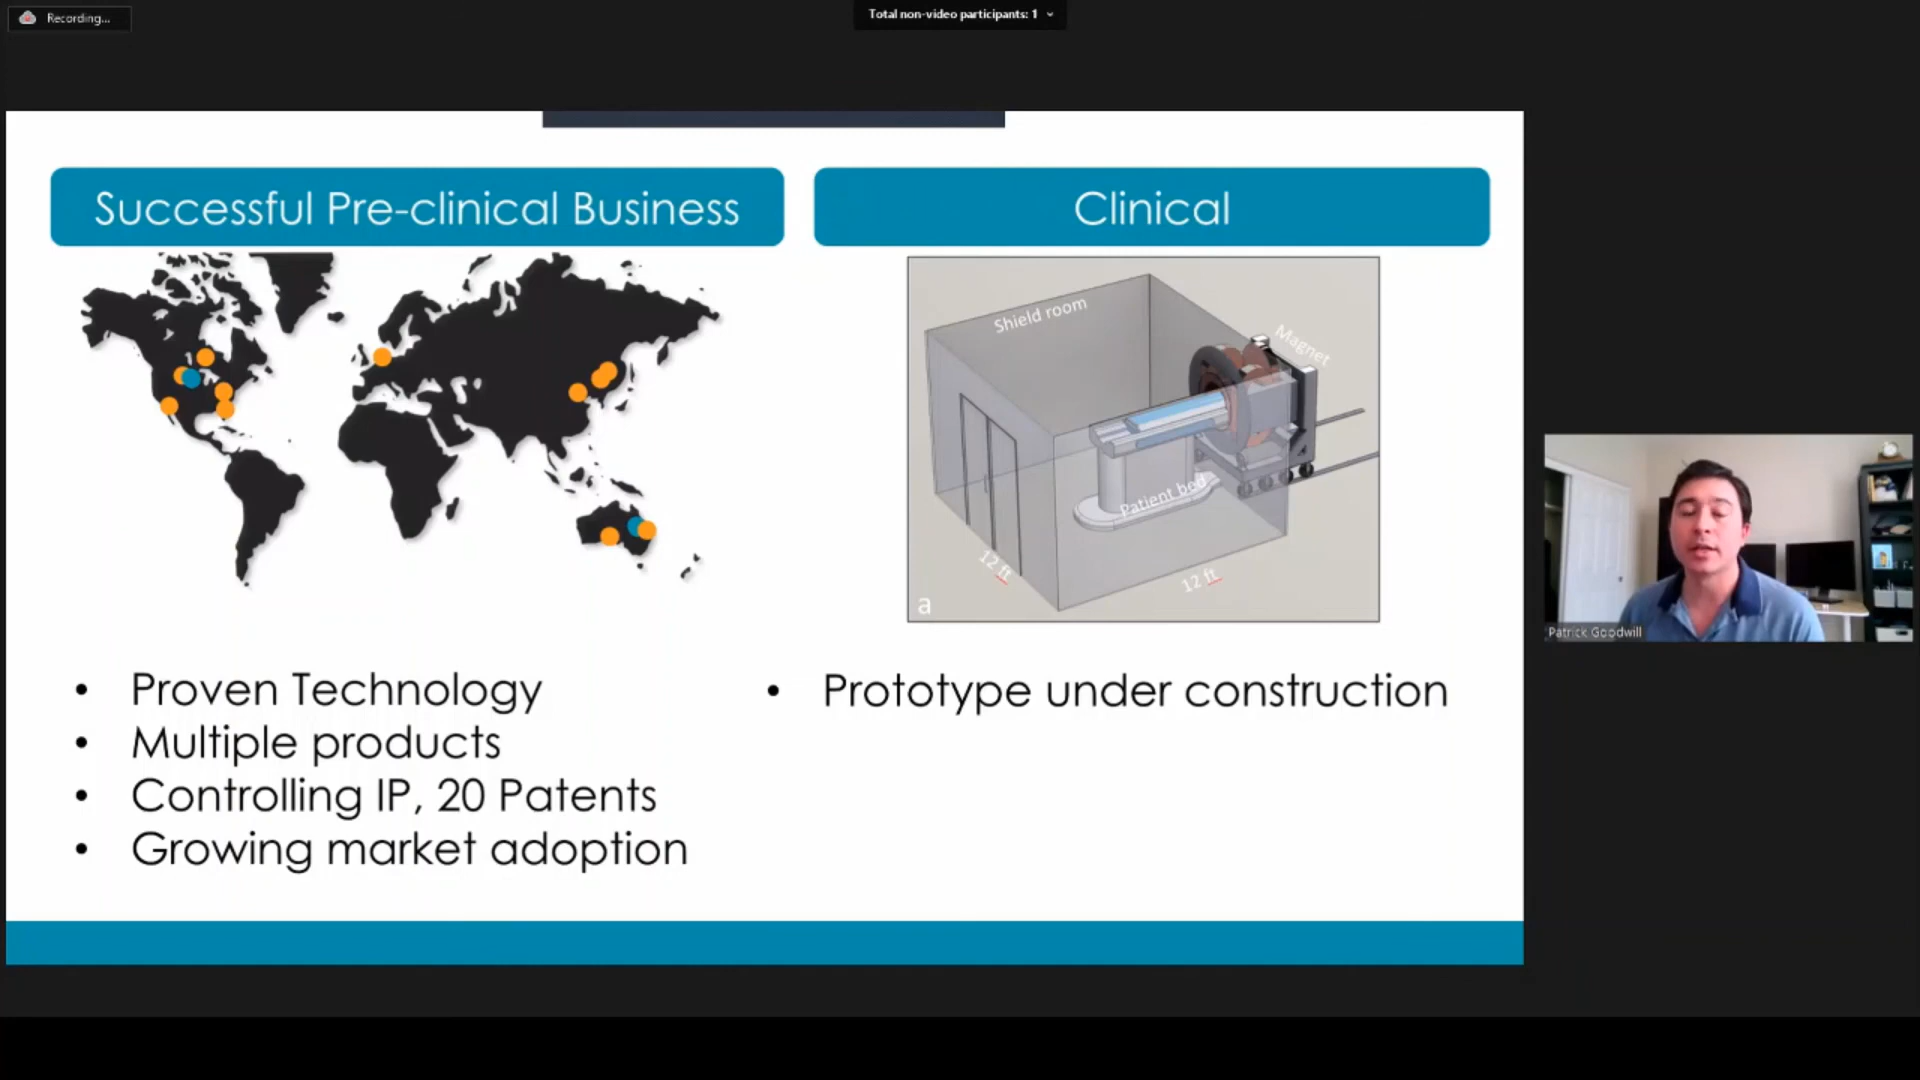 Recording...
Total non-video participants: 1
Successful Pre-clinical Business
Clinical
Shield room
Magnet
Patient bed
12 ft
12 ft
a
• Proven Technology
• Multiple products
• Controlling IP, 20 Patents
• Growing market adoption
• Prototype under construction
Patrick Goodwill